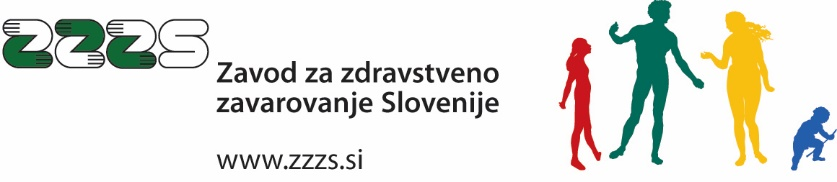 ZZZS
Zavod za zdravstveno
zavarovanje Slovenije
www.zzzs.si